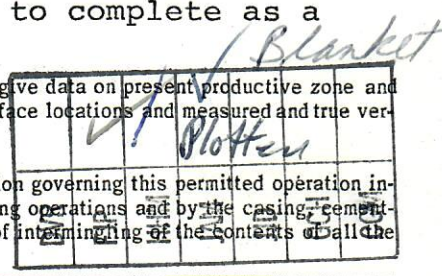 to complete as a
Blanket
give data on present productive zone and
face locations and measured and true ver-
Plotten
on governing this permitted operation in-
ng operations and by the casing, cement-
of intermingling of the contents of all the